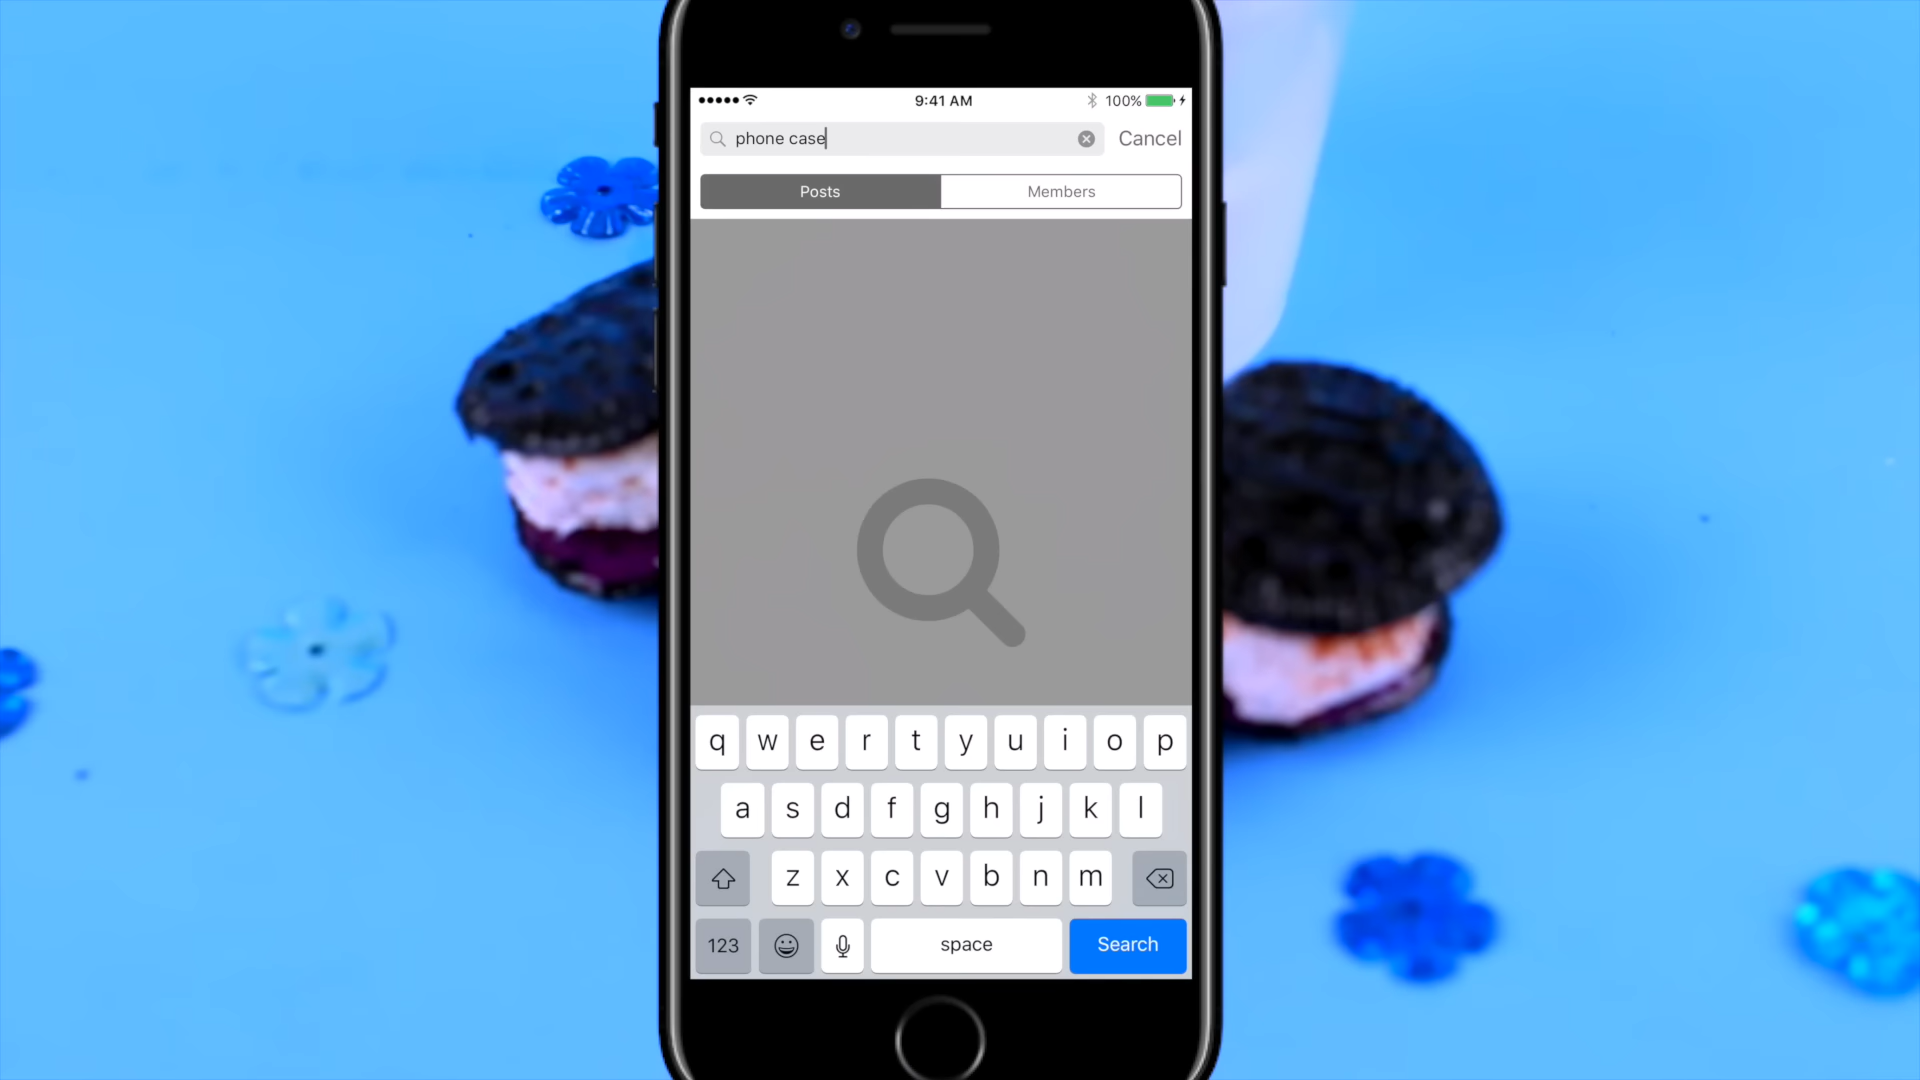 9:41 AM 100%
phone case Cancel
Posts Members
q w e r t y u i o p
a s d f g h j k l
z x c v b n m
123 space Search